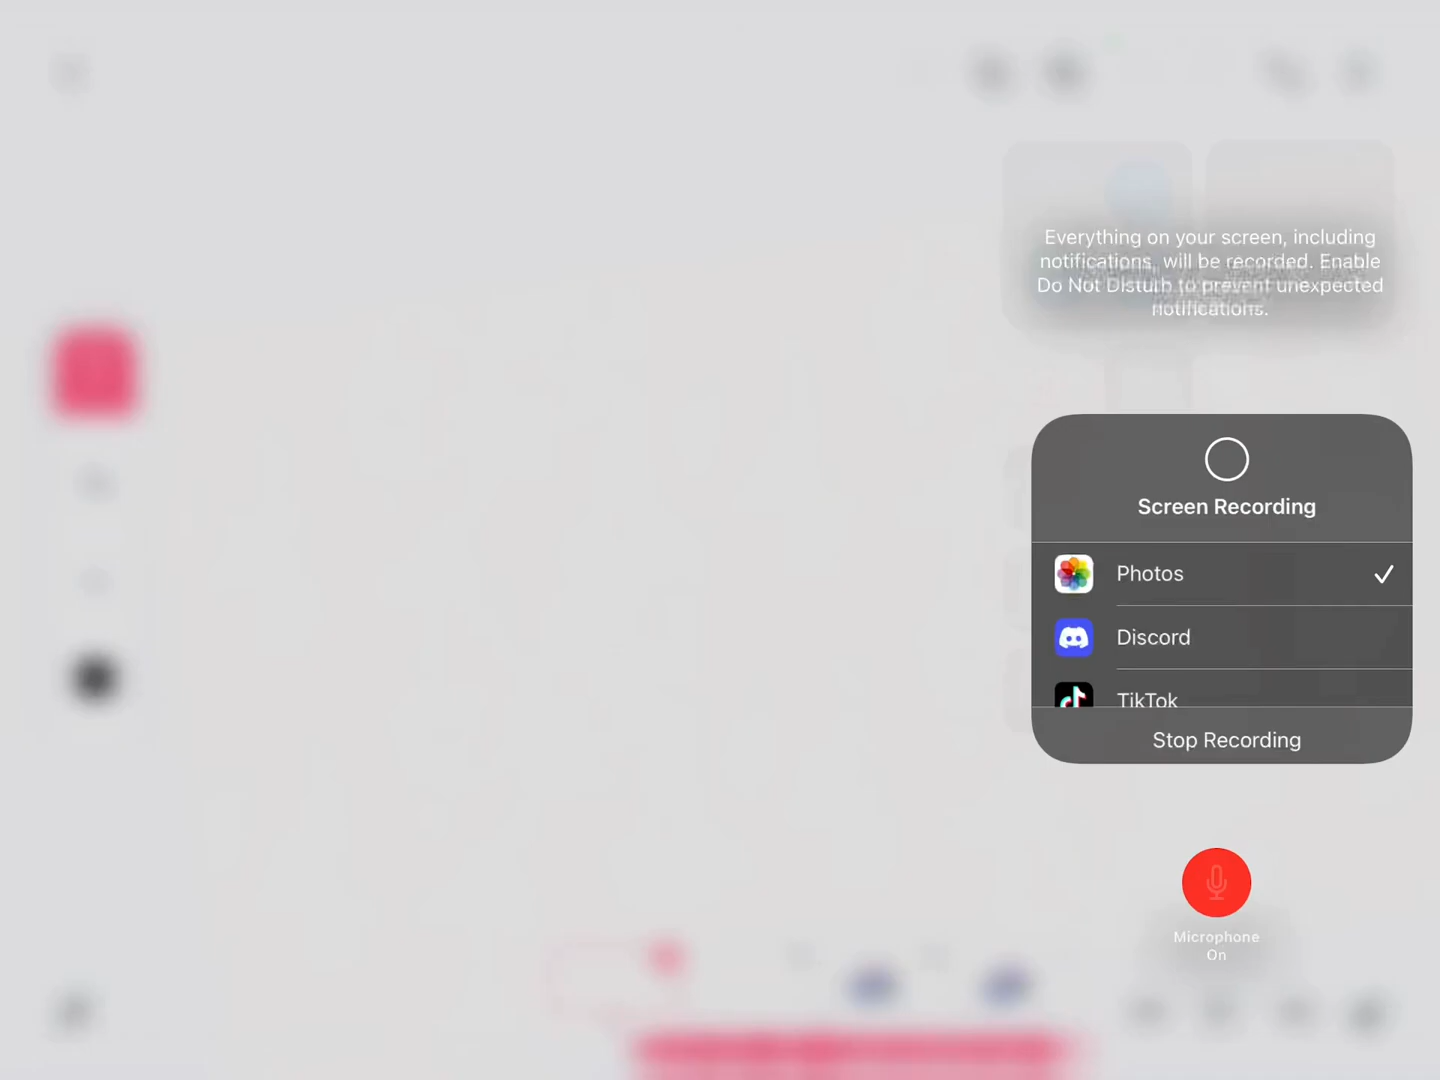 Everything on your screen, including
notifications, will be recorded. Enable
Do Not Disturb to prevent unexpected
notifications.
Screen Recording
Photos
Discord
TikTok
Stop Recording
Microphone
On